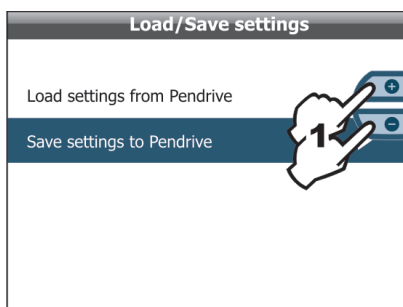 Load/Save settings
Load settings from Pendrive
+
Save settings to Pendrive
1
-